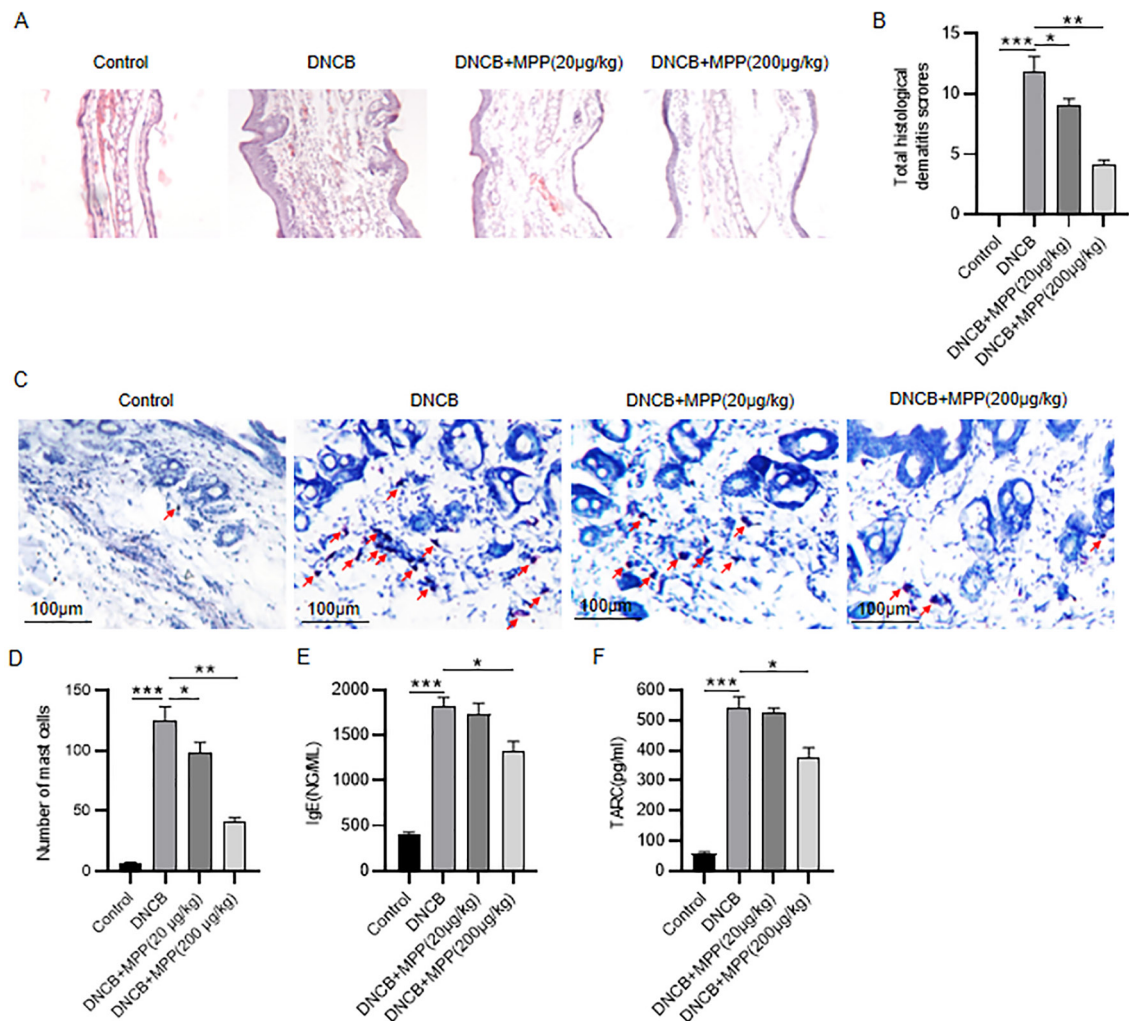 A
Control
DNCB
DNCB+MPP(20μg/kg)
DNCB+MPP(200μg/kg)
B
Total histological
dematitis scrores
15
10
5
0
***
*
**
Control
DNCB
DNCB+MPP(20μg/kg)
DNCB+MPP(200μg/kg)
C
Control
DNCB
DNCB+MPP(20μg/kg)
DNCB+MPP(200μg/kg)
100μm
100μm
100μm
100μm
D
Number of mast cells
150
100
50
0
***
*
**
Control
DNCB
DNCB+MPP(20 μg/kg)
DNCB+MPP(200 μg/kg)
E
IgE(NG/ML)
2000
1500
1000
500
0
***
*
Control
DNCB
DNCB+MPP(20μg/kg)
DNCB+MPP(200μg/kg)
F
TARC(pg/ml)
600
500
400
300
200
100
0
***
*
Control
DNCB
DNCB+MPP(20μg/kg)
DNCB+MPP(200μg/kg)